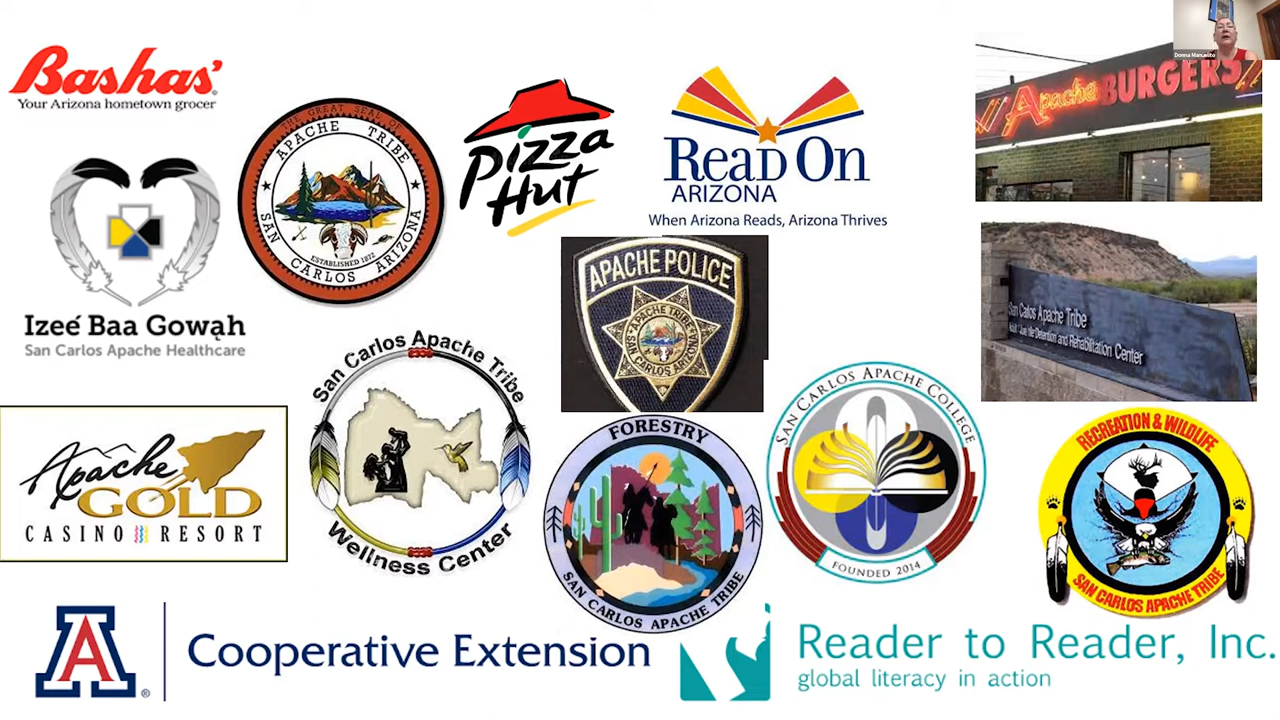 Bashas'
Your Arizona hometown grocer
THE GREAT SEAL OF
APACHE TRIBE
SAN CARLOS ARIZONA
ESTABLISHED 1872
Pizza
Hut
READ ON
ARIZONA
When Arizona Reads, Arizona Thrives
Apache BURGERS
Donna Manuelito
Izeé Baa Gowąh
San Carlos Apache Healthcare
APACHE POLICE
APACHE TRIBE
SAN CARLOS ARIZONA
San Carlos Apache Tribe
Juvenile Detention and Rehabilitation Center
San Carlos Apache Tribe
Wellness Center
SAN CARLOS APACHE COLLEGE
FOUNDED 2014
Apache
GOLD
CASINO RESORT
FORESTRY
SAN CARLOS APACHE TRIBE
RECREATION & WILDLIFE
SAN CARLOS APACHE TRIBE
A
Cooperative Extension
Reader to Reader, Inc.
global literacy in action